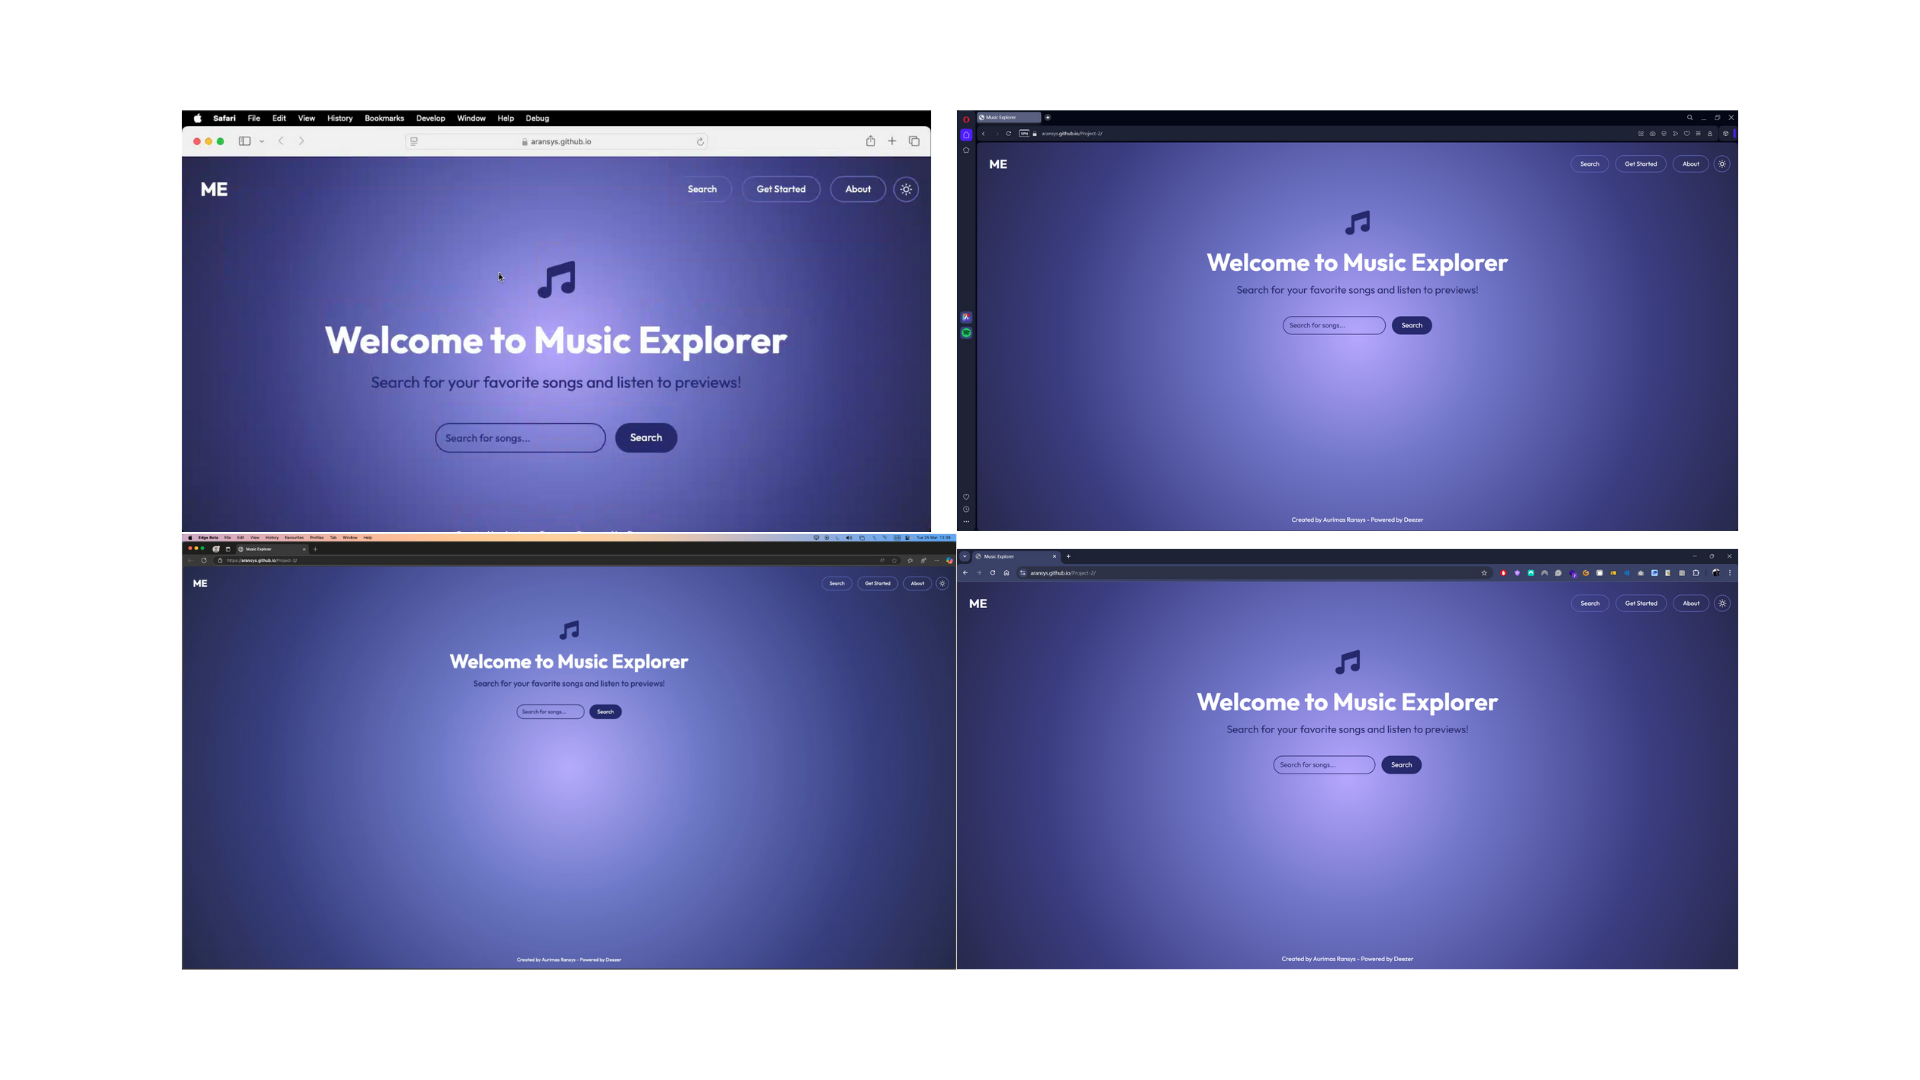 Safari File Edit View History Bookmarks Develop Window Help Debug
aransys.github.io
ME
Search Get Started About
Welcome to Music Explorer
Search for your favorite songs and listen to previews!
Search for songs... Search
Music Explorer
VPN aransys.github.io/Project-2/
ME
Search Get Started About
Welcome to Music Explorer
Search for your favorite songs and listen to previews!
Search for songs... Search
Created by Aurimas Ransys - Powered by Deezer
Edge Beta File Edit View History Favourites Profiles Tab Window Help
Music Explorer
https://aransys.github.io/Project-2/
ME
Search Get Started About
Welcome to Music Explorer
Search for your favorite songs and listen to previews!
Search for songs... Search
Created by Aurimas Ransys - Powered by Deezer
Music Explorer
aransys.github.io/Project-2/
ME
Search Get Started About
Welcome to Music Explorer
Search for your favorite songs and listen to previews!
Search for songs... Search
Created by Aurimas Ransys - Powered by Deezer